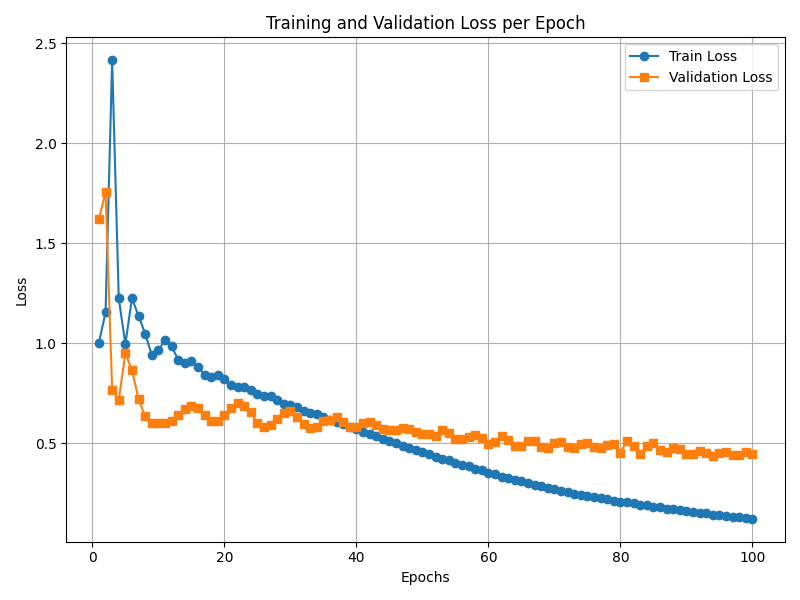 Training and Validation Loss per Epoch
Train Loss
Validation Loss
2.5
2.0
1.5
1.0
0.5
Loss
0 20 40 60 80 100
Epochs